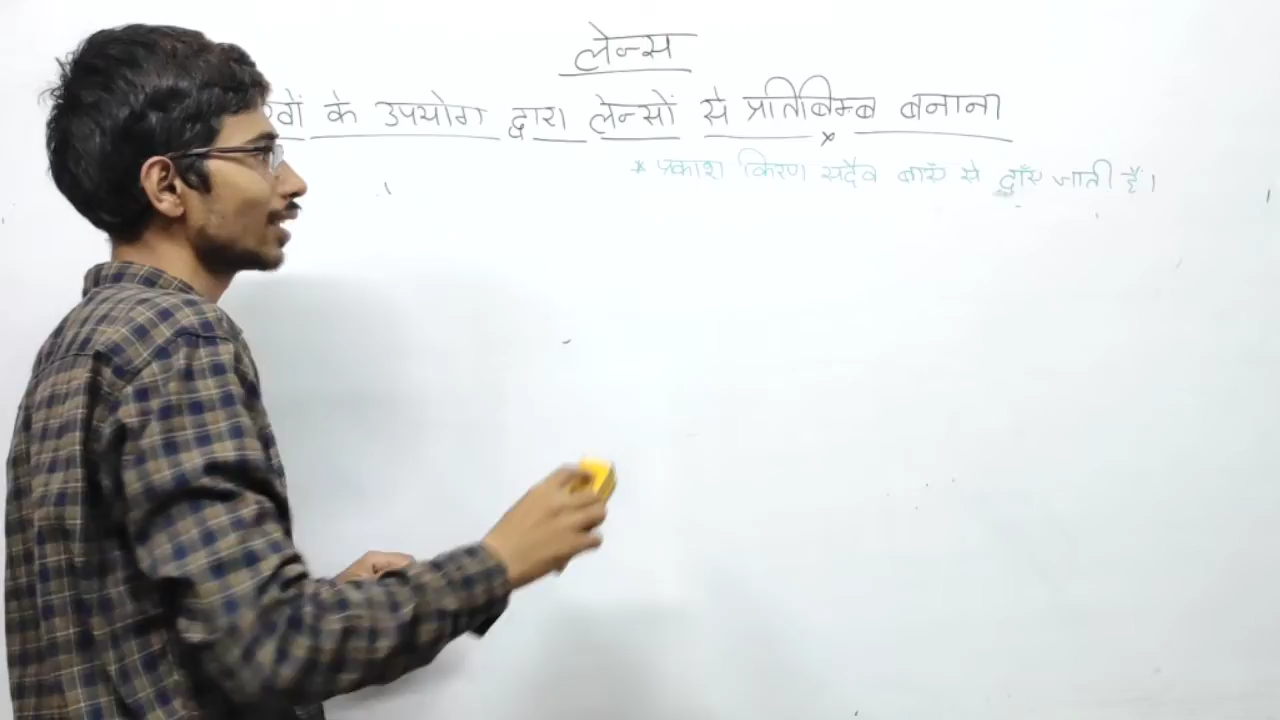 लेन्स
के उपयोग द्वारा लेन्सों से प्रतिबिम्ब बनाना
* प्रकाश किरण सदैव बाएँ से दाँए जाती है।